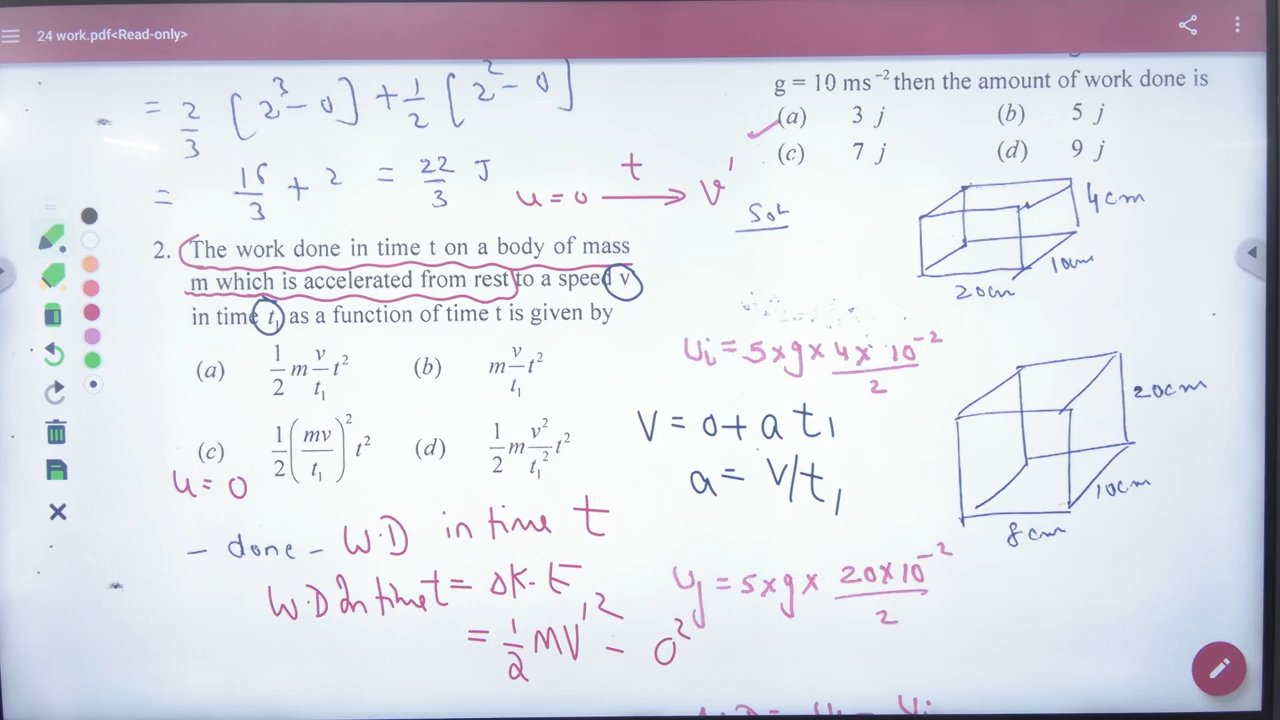 24 work.pdf<Read-only>
= 2/3 [2³ - 0] + 1/2 [2² - 0]
= 16/3 + 2 = 22/3 J
u = 0 t → v'
2. The work done in time t on a body of mass
m which is accelerated from rest to a speed v
in time t₁ as a function of time t is given by
(a) 1/2 m v/t₁ t² (b) m v/t₁ t²
(c) 1/2 (mv/t₁)² t² (d) 1/2 m v²/t₁² t²
u = 0
- done - W.D in time t
W.D In time t = ΔK.E
= 1/2 MV'² - 0²
g = 10 ms⁻² then the amount of work done is
(a) 3 j (b) 5 j
(c) 7 j (d) 9 j
Sol
4cm
10cm
20cm
Ui = 5×g× 4×10⁻²/2
V = 0 + a t₁
a = V/t₁
20cm
10cm
8cm
Uf = 5×g× 20×10⁻²/2